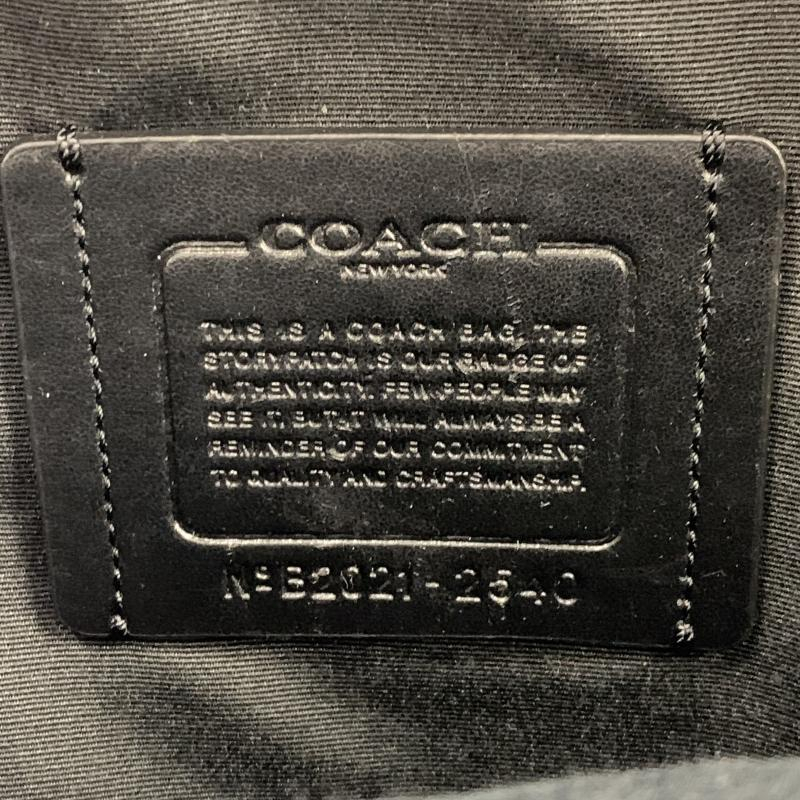 COACH
NEW YORK
THIS IS A COACH BAG. THE
STORYPATCH IS OUR BADGE OF
AUTHENTICITY. FEW PEOPLE MAY
SEE IT, BUT IT WILL ALWAYS BE A
REMINDER OF OUR COMMITMENT
TO QUALITY AND CRAFTSMANSHIP.
Nº B2021-2540